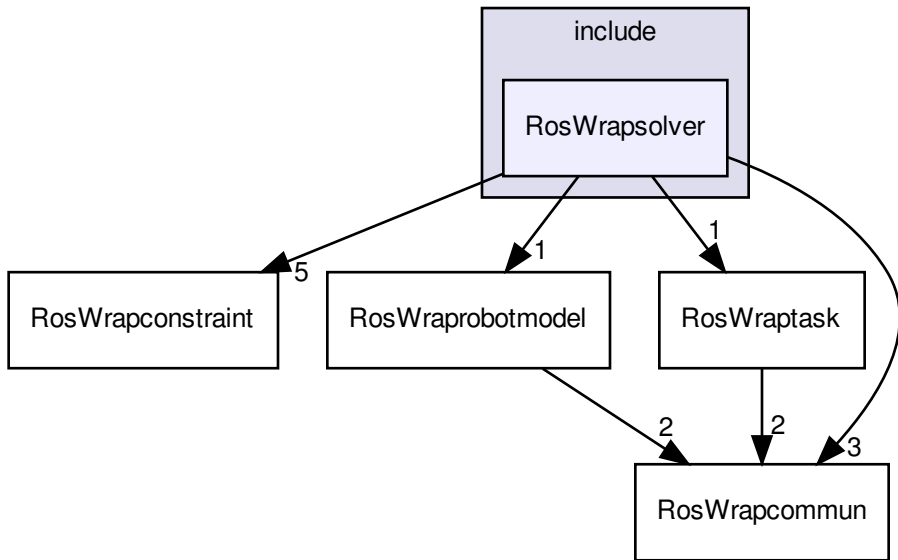 include
RosWrapsolver
1
1
5
RosWrapconstraint
RosWraprobotmodel
RosWraptask
2
2
3
RosWrapcommun